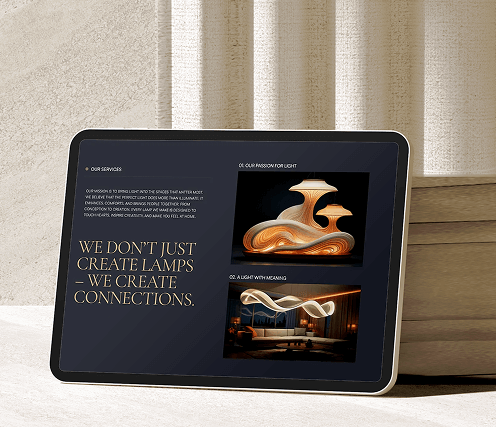 OUR SERVICES
OUR MISSION IS TO BRING LIGHT INTO THE SPACES THAT MATTER MOST.
WE BELIEVE THAT THE PERFECT LIGHT DOES MORE THAN ILLUMINATE. IT
ENHANCES, COMFORTS, AND BRINGS PEOPLE TOGETHER. FROM
CONCEPTION TO CREATION, EVERY LAMP WE MAKE IS DESIGNED TO
TOUCH HEARTS, INSPIRE CREATIVITY, AND MAKE YOU FEEL AT HOME.
WE DON'T JUST
CREATE LAMPS
– WE CREATE
CONNECTIONS.
01. OUR PASSION FOR LIGHT
02. A LIGHT WITH MEANING